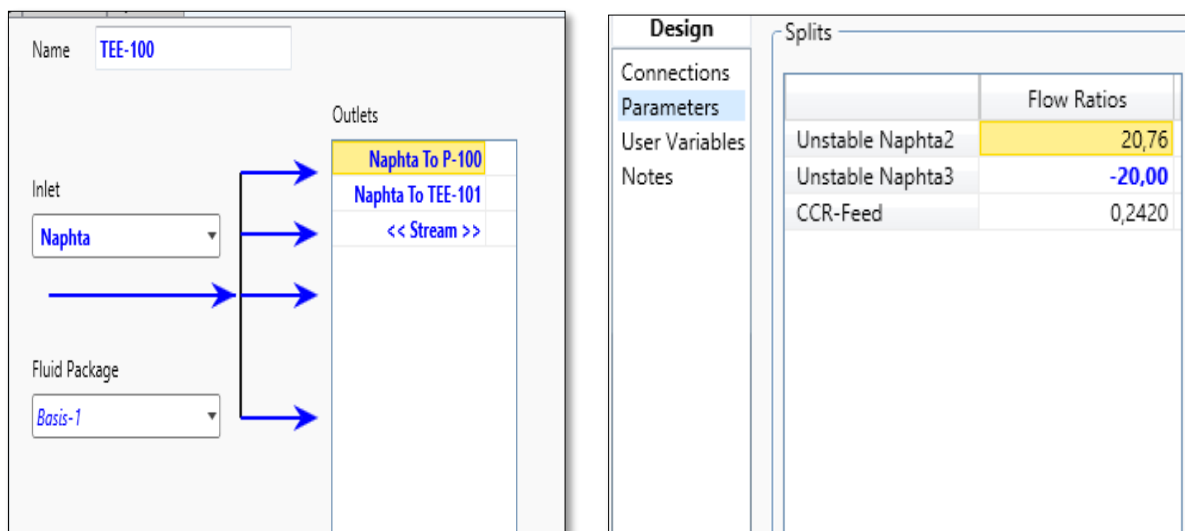 Name TEE-100
Outlets
Naphta To P-100
Naphta To TEE-101
<< Stream >>
Inlet
Naphta
Fluid Package
Basis-1
Design
Connections
Parameters
User Variables
Notes
Splits
Flow Ratios
Unstable Naphta2 20,76
Unstable Naphta3 -20,00
CCR-Feed 0,2420